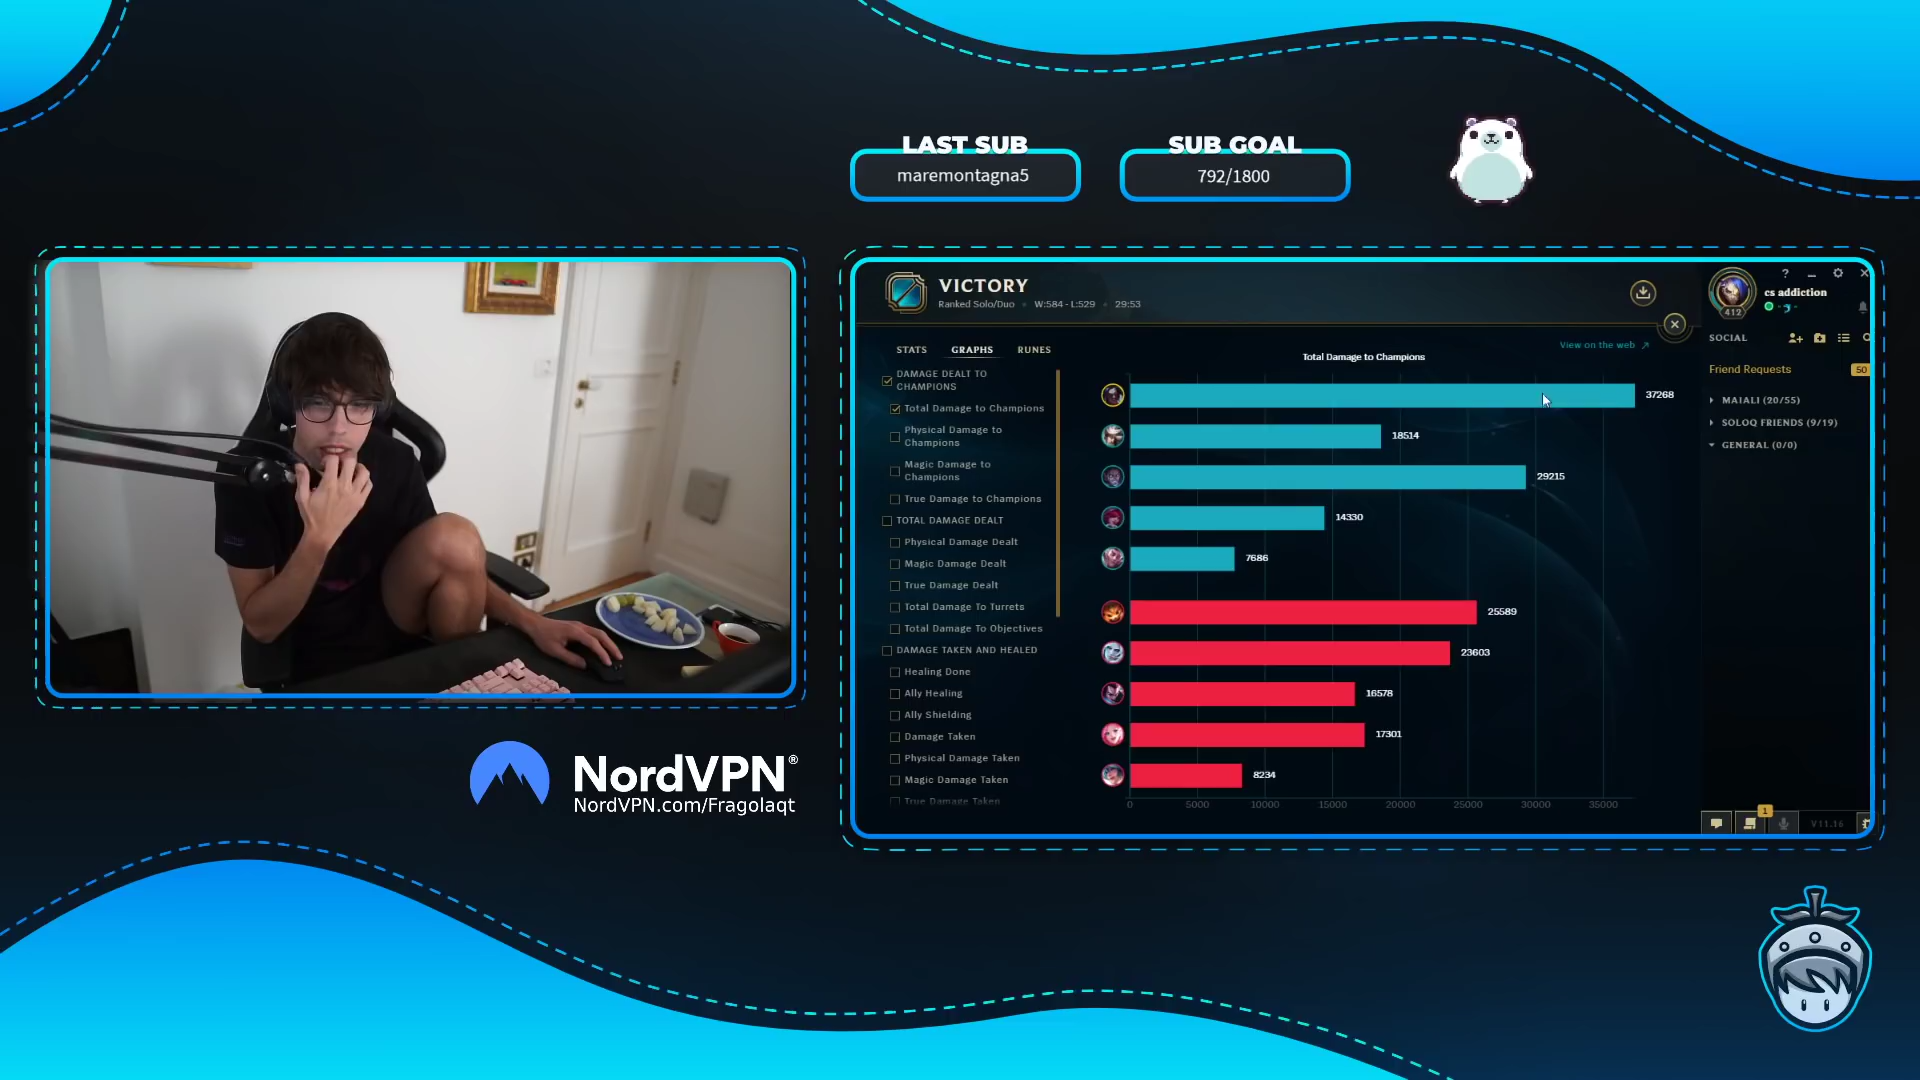 LAST SUB
maremontagna5
SUB GOAL
792/1800
NordVPN®
NordVPN.com/Fragolaqt
VICTORY
Ranked Solo/Duo • W:584 - L:529 • 29:53
STATS GRAPHS RUNES
DAMAGE DEALT TO
CHAMPIONS
Total Damage to Champions
Physical Damage to
Champions
Magic Damage to
Champions
True Damage to Champions
TOTAL DAMAGE DEALT
Physical Damage Dealt
Magic Damage Dealt
True Damage Dealt
Total Damage To Turrets
Total Damage To Objectives
DAMAGE TAKEN AND HEALED
Healing Done
Ally Healing
Ally Shielding
Damage Taken
Physical Damage Taken
Magic Damage Taken
True Damage Taken
View on the web
Total Damage to Champions
37268
18514
29215
14330
7686
25589
23603
16578
17301
8234
0 5000 10000 15000 20000 25000 30000 35000
?
412
cs addiction
SOCIAL
Friend Requests 50
MAIALI (20/55)
SOLOQ FRIENDS (9/19)
GENERAL (0/0)
1
V11.16